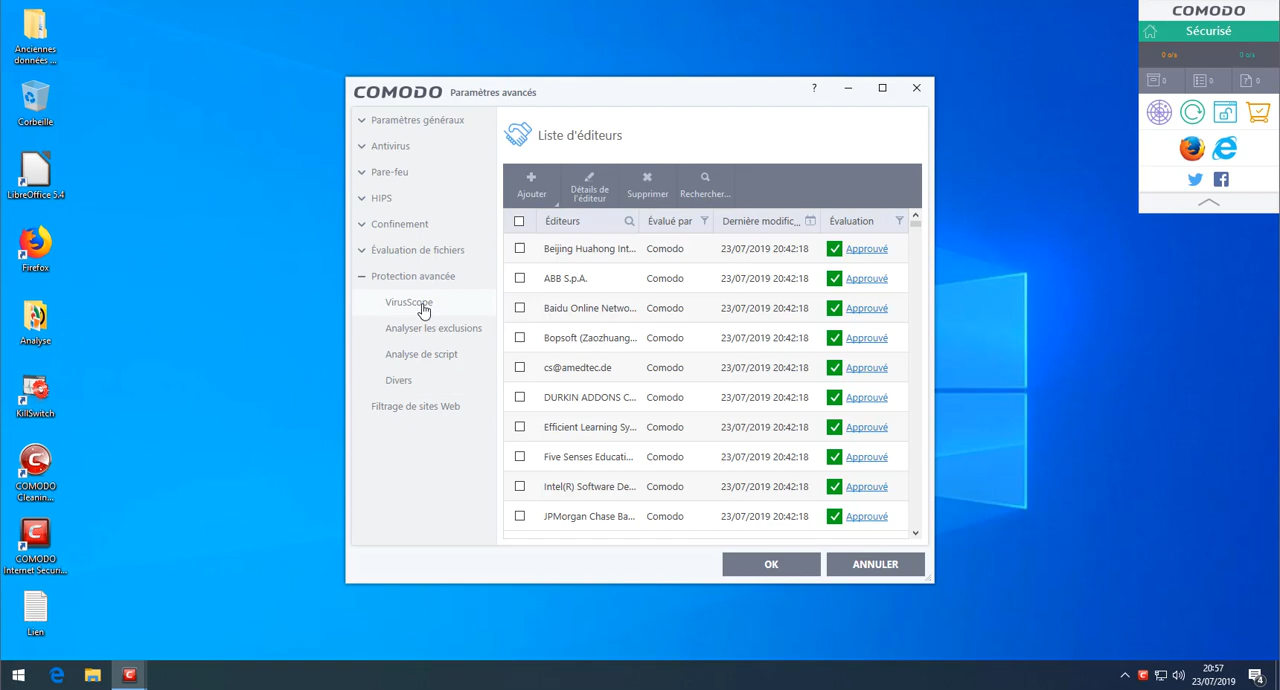 Anciennes
données ...
Corbeille
LibreOffice 5.4
Firefox
Analyse
KillSwitch
COMODO
Cleanin...
COMODO
Internet Securi...
Lien
COMODO Paramètres avancés
?
Paramètres généraux
Antivirus
Pare-feu
HIPS
Confinement
Évaluation de fichiers
Protection avancée
VirusScope
Analyser les exclusions
Analyse de script
Divers
Filtrage de sites Web
Liste d'éditeurs
Ajouter
Détails de
l'éditeur
Supprimer
Rechercher...
Éditeurs Évalué par Dernière modific... Évaluation
Beijing Huahong Int... Comodo 23/07/2019 20:42:18 Approuvé
ABB S.p.A. Comodo 23/07/2019 20:42:18 Approuvé
Baidu Online Netwo... Comodo 23/07/2019 20:42:18 Approuvé
Bopsoft (Zaozhuang... Comodo 23/07/2019 20:42:18 Approuvé
cs@amedtec.de Comodo 23/07/2019 20:42:18 Approuvé
DURKIN ADDONS C... Comodo 23/07/2019 20:42:18 Approuvé
Efficient Learning Sy... Comodo 23/07/2019 20:42:18 Approuvé
Five Senses Educati... Comodo 23/07/2019 20:42:18 Approuvé
Intel(R) Software De... Comodo 23/07/2019 20:42:18 Approuvé
JPMorgan Chase Ba... Comodo 23/07/2019 20:42:18 Approuvé
OK ANNULER
COMODO
Sécurisé
0 o/s 0 o/s
0 0 0
20:57
23/07/2019
4